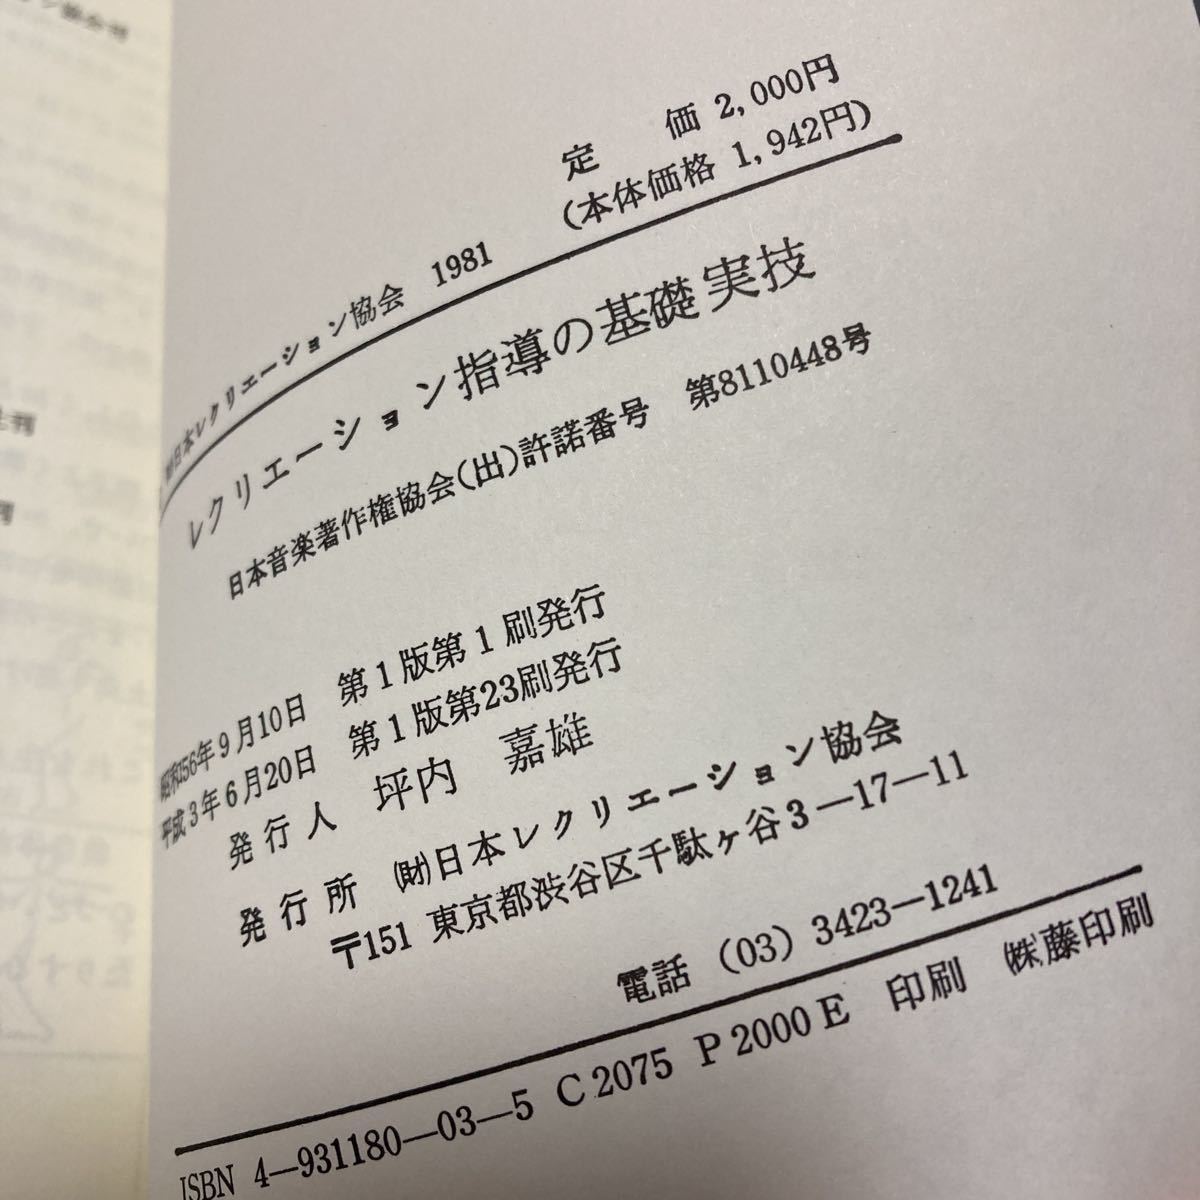 定　価 2,000円
(本体価格 1,942円)
日本レクリエーション協会 1981
レクリエーション指導の基礎実技
日本音楽著作権協会(出)許諾番号 第8110448号
昭和56年9月10日 第1版第1刷発行
平成3年6月20日 第1版第23刷発行
発行人 坪内 嘉雄
発行所 (財)日本レクリエーション協会
〒151 東京都渋谷区千駄ヶ谷3―17―11
電話 (03) 3423―1241
ISBN 4―931180―03―5 C2075 P2000E 印刷 ㈱藤印刷